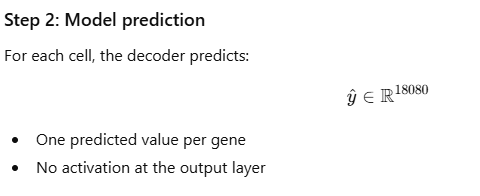 Step 2: Model prediction
For each cell, the decoder predicts:
ŷ ∈ ℝ¹⁸⁰⁸⁰
• One predicted value per gene
• No activation at the output layer